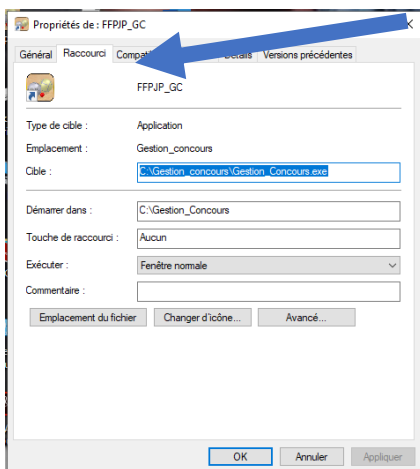 Propriétés de : FFPJP_GC
Général Raccourci Détails Versions précédentes
FFPJP_GC
Type de cible : Application
Emplacement : Gestion_concours
Cible : C:\Gestion_concours\Gestion_Concours.exe
Démarrer dans : C:\Gestion_Concours
Touche de raccourci : Aucun
Exécuter : Fenêtre normale
Commentaire :
Emplacement du fichier Changer d'icône... Avancé...
OK Annuler Appliquer